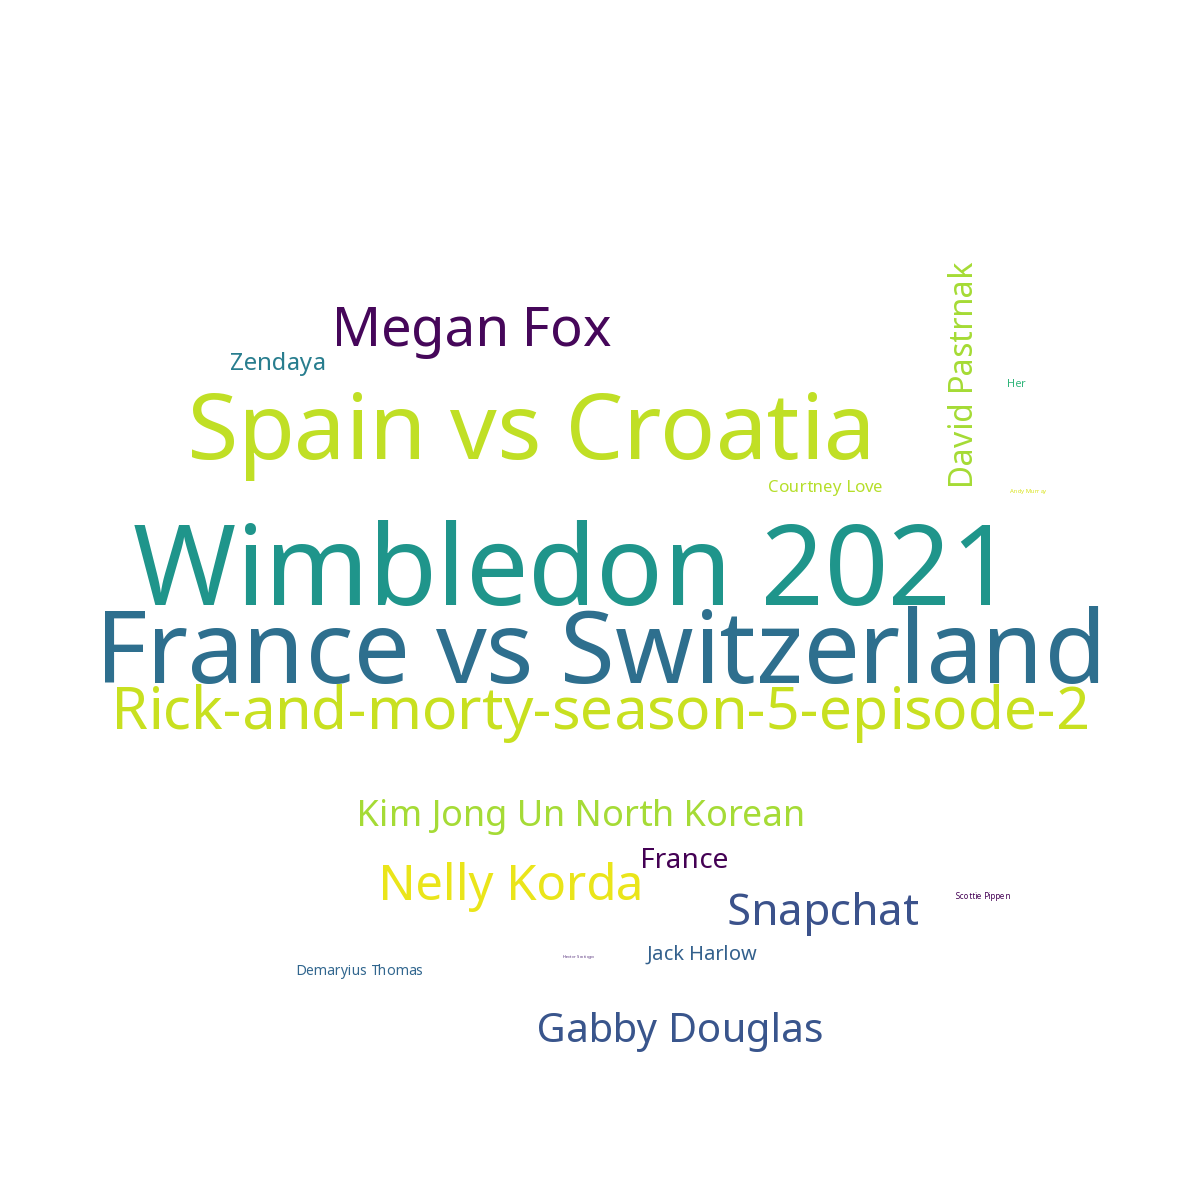 Megan Fox
Zendaya
David Pastrnak
Her
Spain vs Croatia
Courtney Love
Andy Murray
Wimbledon 2021
France vs Switzerland
Rick-and-morty-season-5-episode-2
Kim Jong Un North Korean
France
Nelly Korda
Snapchat
Scottie Pippen
Jack Harlow
Demaryius Thomas
Gabby Douglas